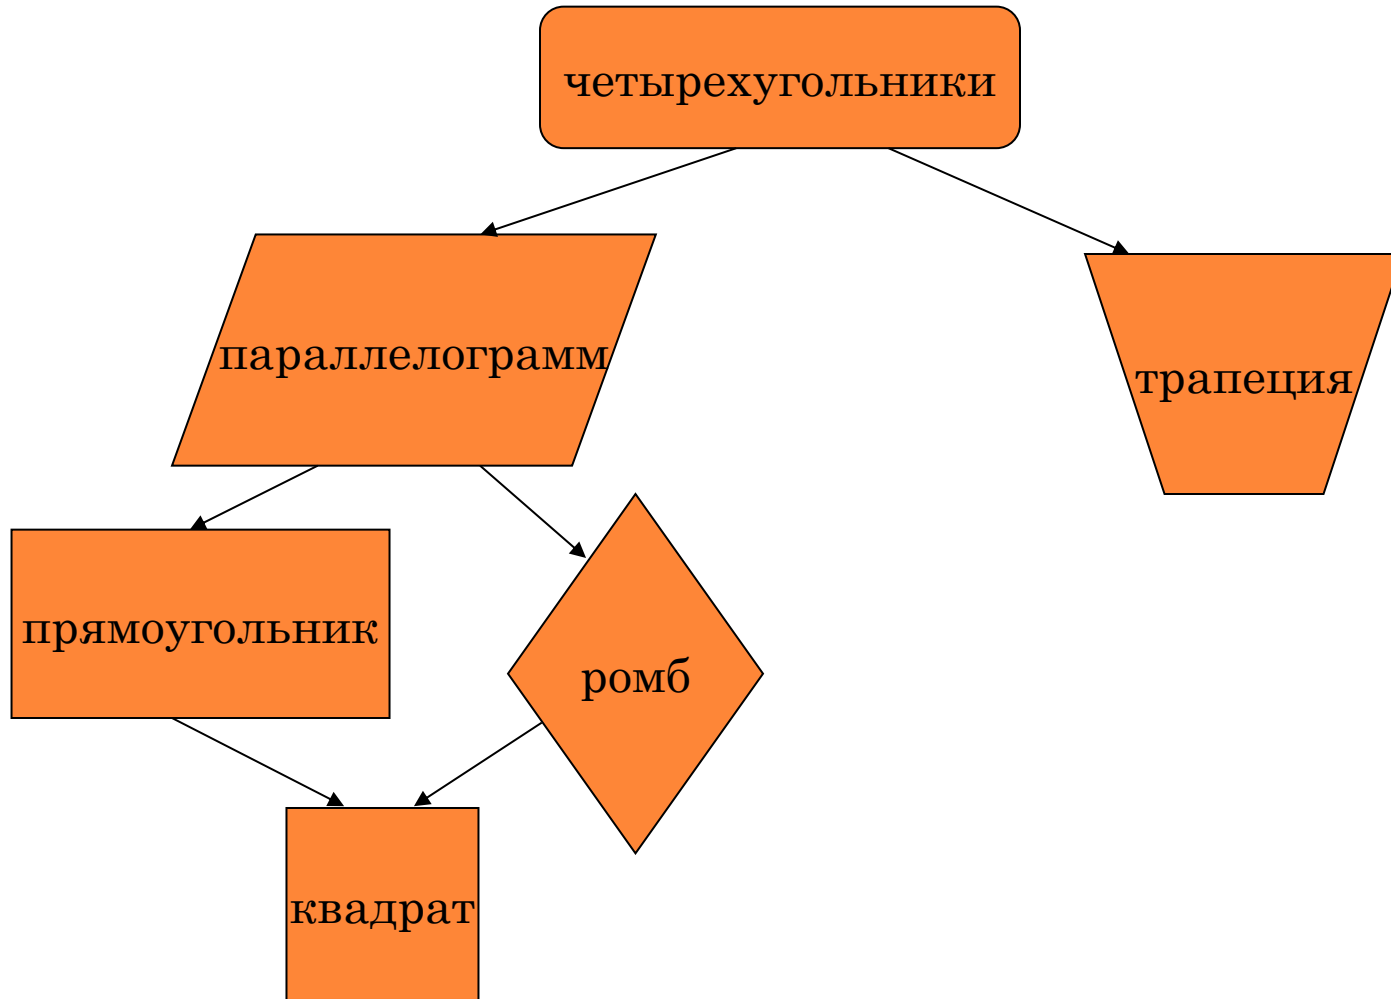 четырехугольники
параллелограмм
трапеция
прямоугольник
ромб
квадрат